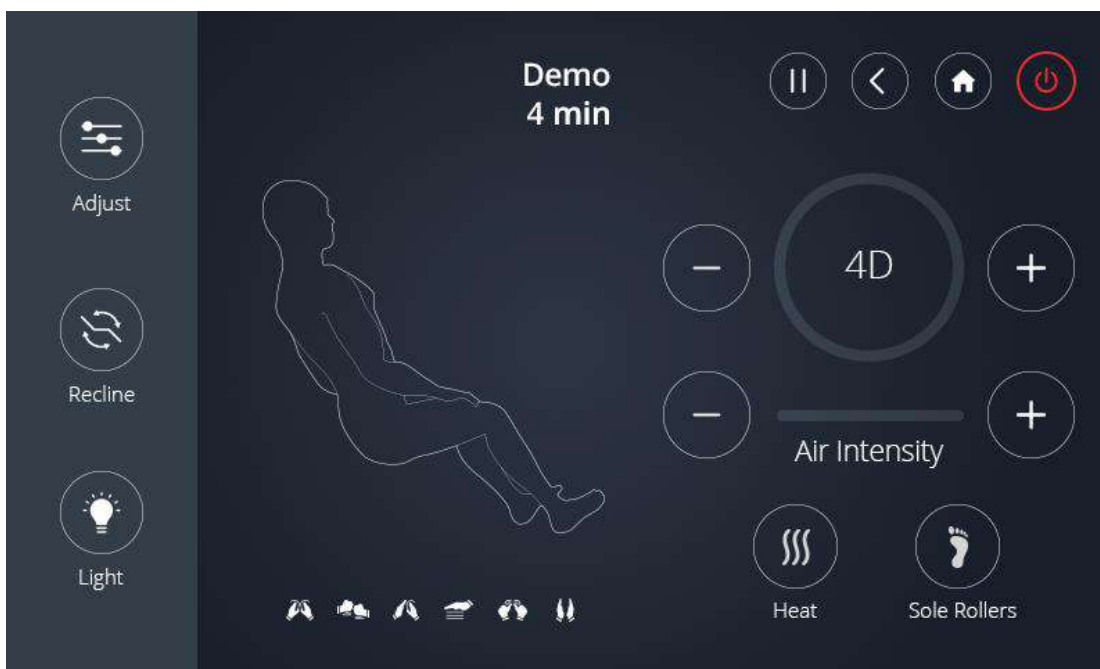 Demo
4 min
Adjust
4D
Recline
Air Intensity
Light
Heat
Sole Rollers